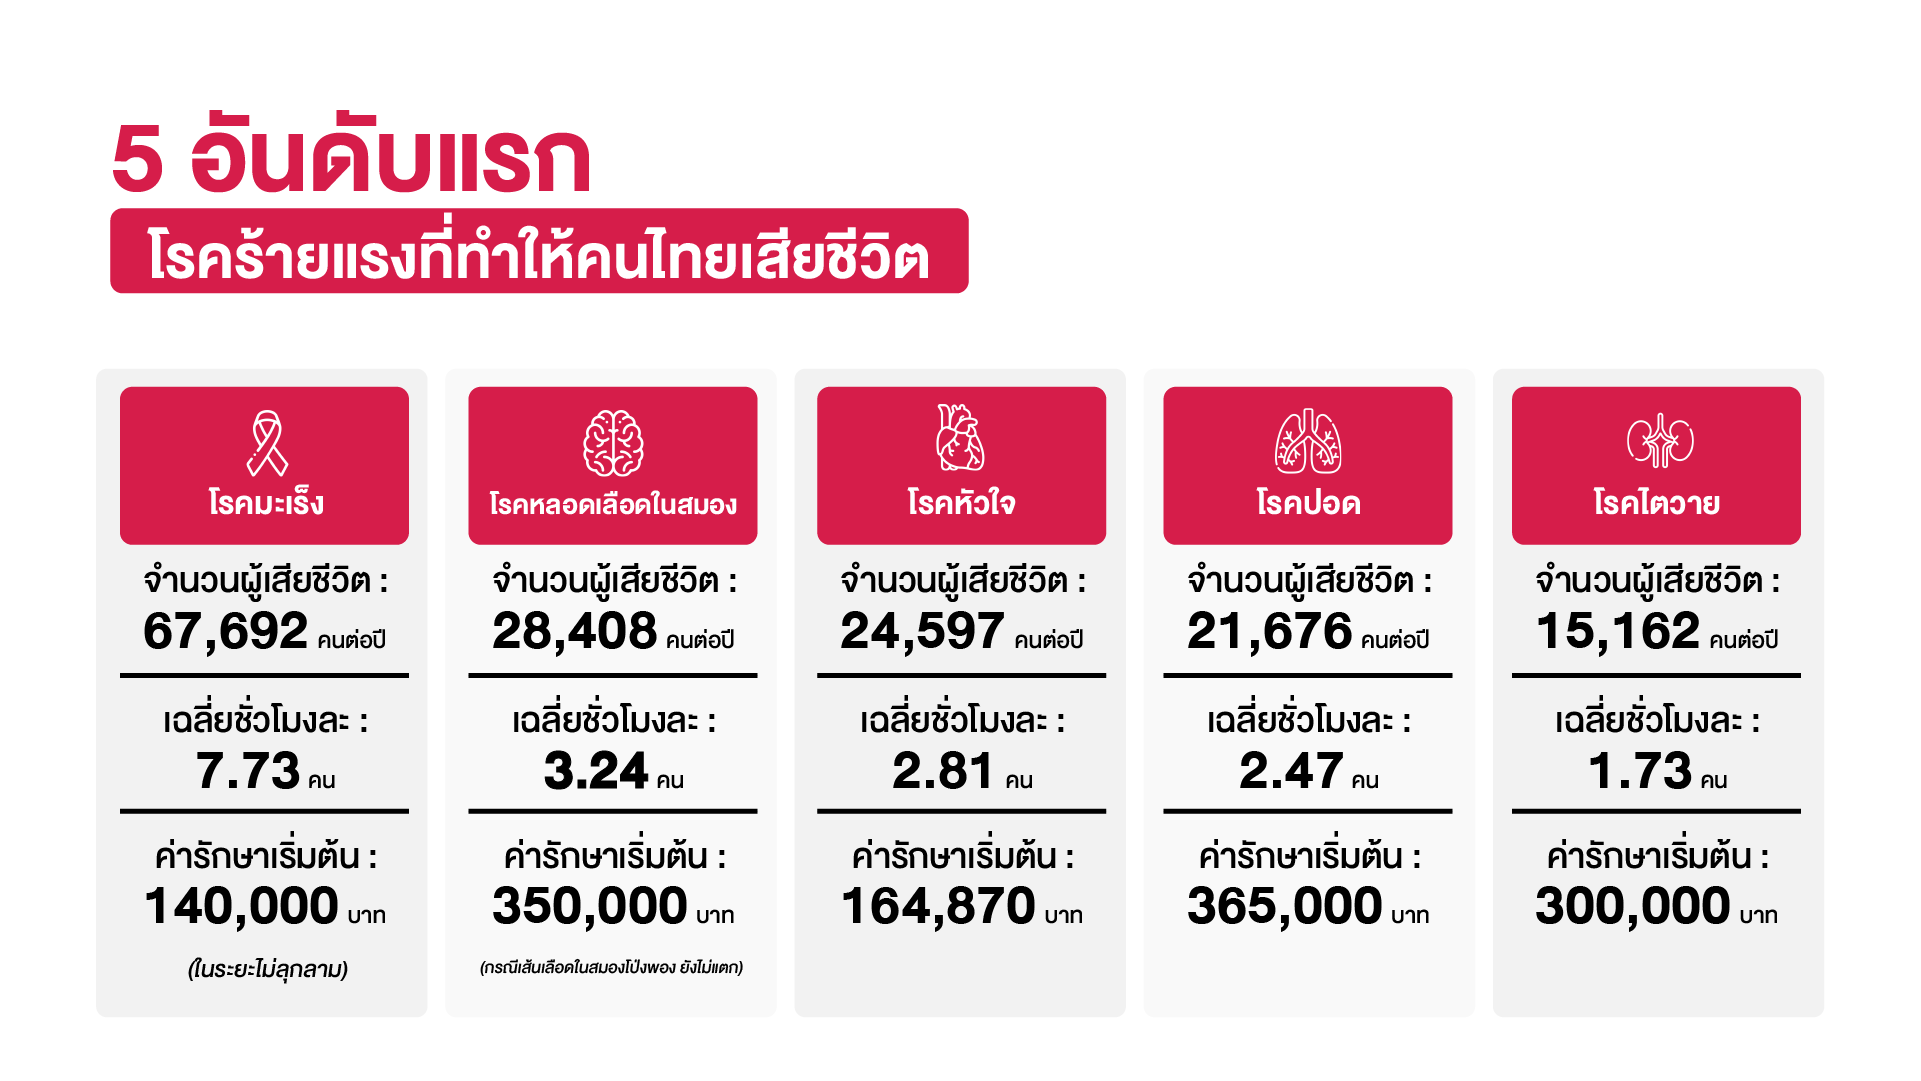 5 อันดับแรก
โรคร้ายแรงที่ทำให้คนไทยเสียชีวิต
โรคมะเร็ง
จำนวนผู้เสียชีวิต :
67,692 คนต่อปี
เฉลี่ยชั่วโมงละ :
7.73 คน
ค่ารักษาเริ่มต้น :
140,000 บาท
(ในระยะไม่ลุกลาม)
โรคหลอดเลือดในสมอง
จำนวนผู้เสียชีวิต :
28,408 คนต่อปี
เฉลี่ยชั่วโมงละ :
3.24 คน
ค่ารักษาเริ่มต้น :
350,000 บาท
(กรณีเส้นเลือดในสมองโป่งพอง ยังไม่แตก)
โรคหัวใจ
จำนวนผู้เสียชีวิต :
24,597 คนต่อปี
เฉลี่ยชั่วโมงละ :
2.81 คน
ค่ารักษาเริ่มต้น :
164,870 บาท
โรคปอด
จำนวนผู้เสียชีวิต :
21,676 คนต่อปี
เฉลี่ยชั่วโมงละ :
2.47 คน
ค่ารักษาเริ่มต้น :
365,000 บาท
โรคไตวาย
จำนวนผู้เสียชีวิต :
15,162 คนต่อปี
เฉลี่ยชั่วโมงละ :
1.73 คน
ค่ารักษาเริ่มต้น :
300,000 บาท